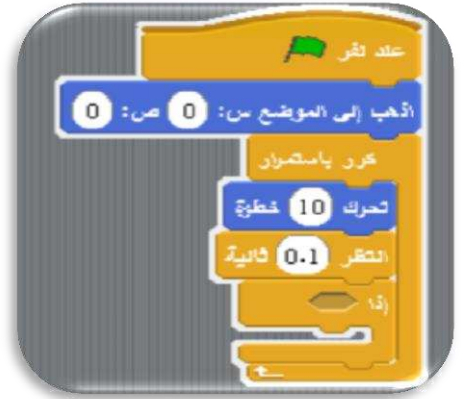 عند نقر
اذهب إلى الموضع س: 0 ص: 0
كرر باستمرار
تحرك 10 خطوة
انتظر 0.1 ثانية
إذا